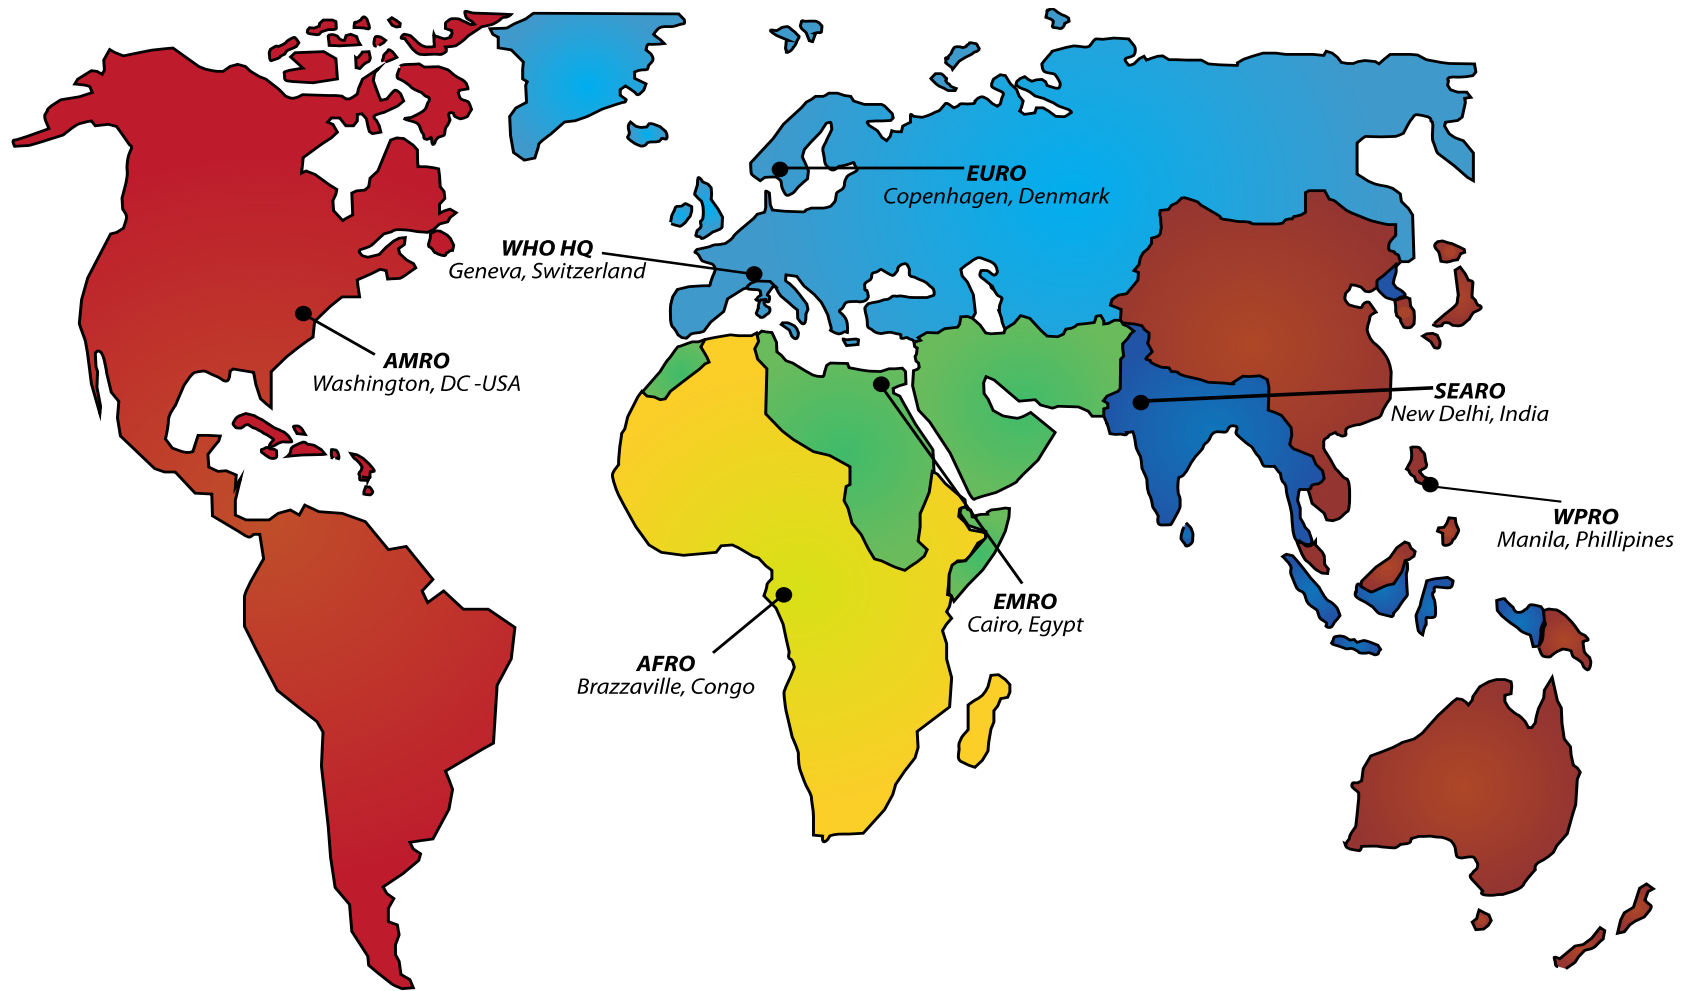 EURO
Copenhagen, Denmark
WHO HQ
Geneva, Switzerland
AMRO
Washington, DC -USA
SEARO
New Delhi, India
WPRO
Manila, Phillipines
EMRO
Cairo, Egypt
AFRO
Brazzaville, Congo